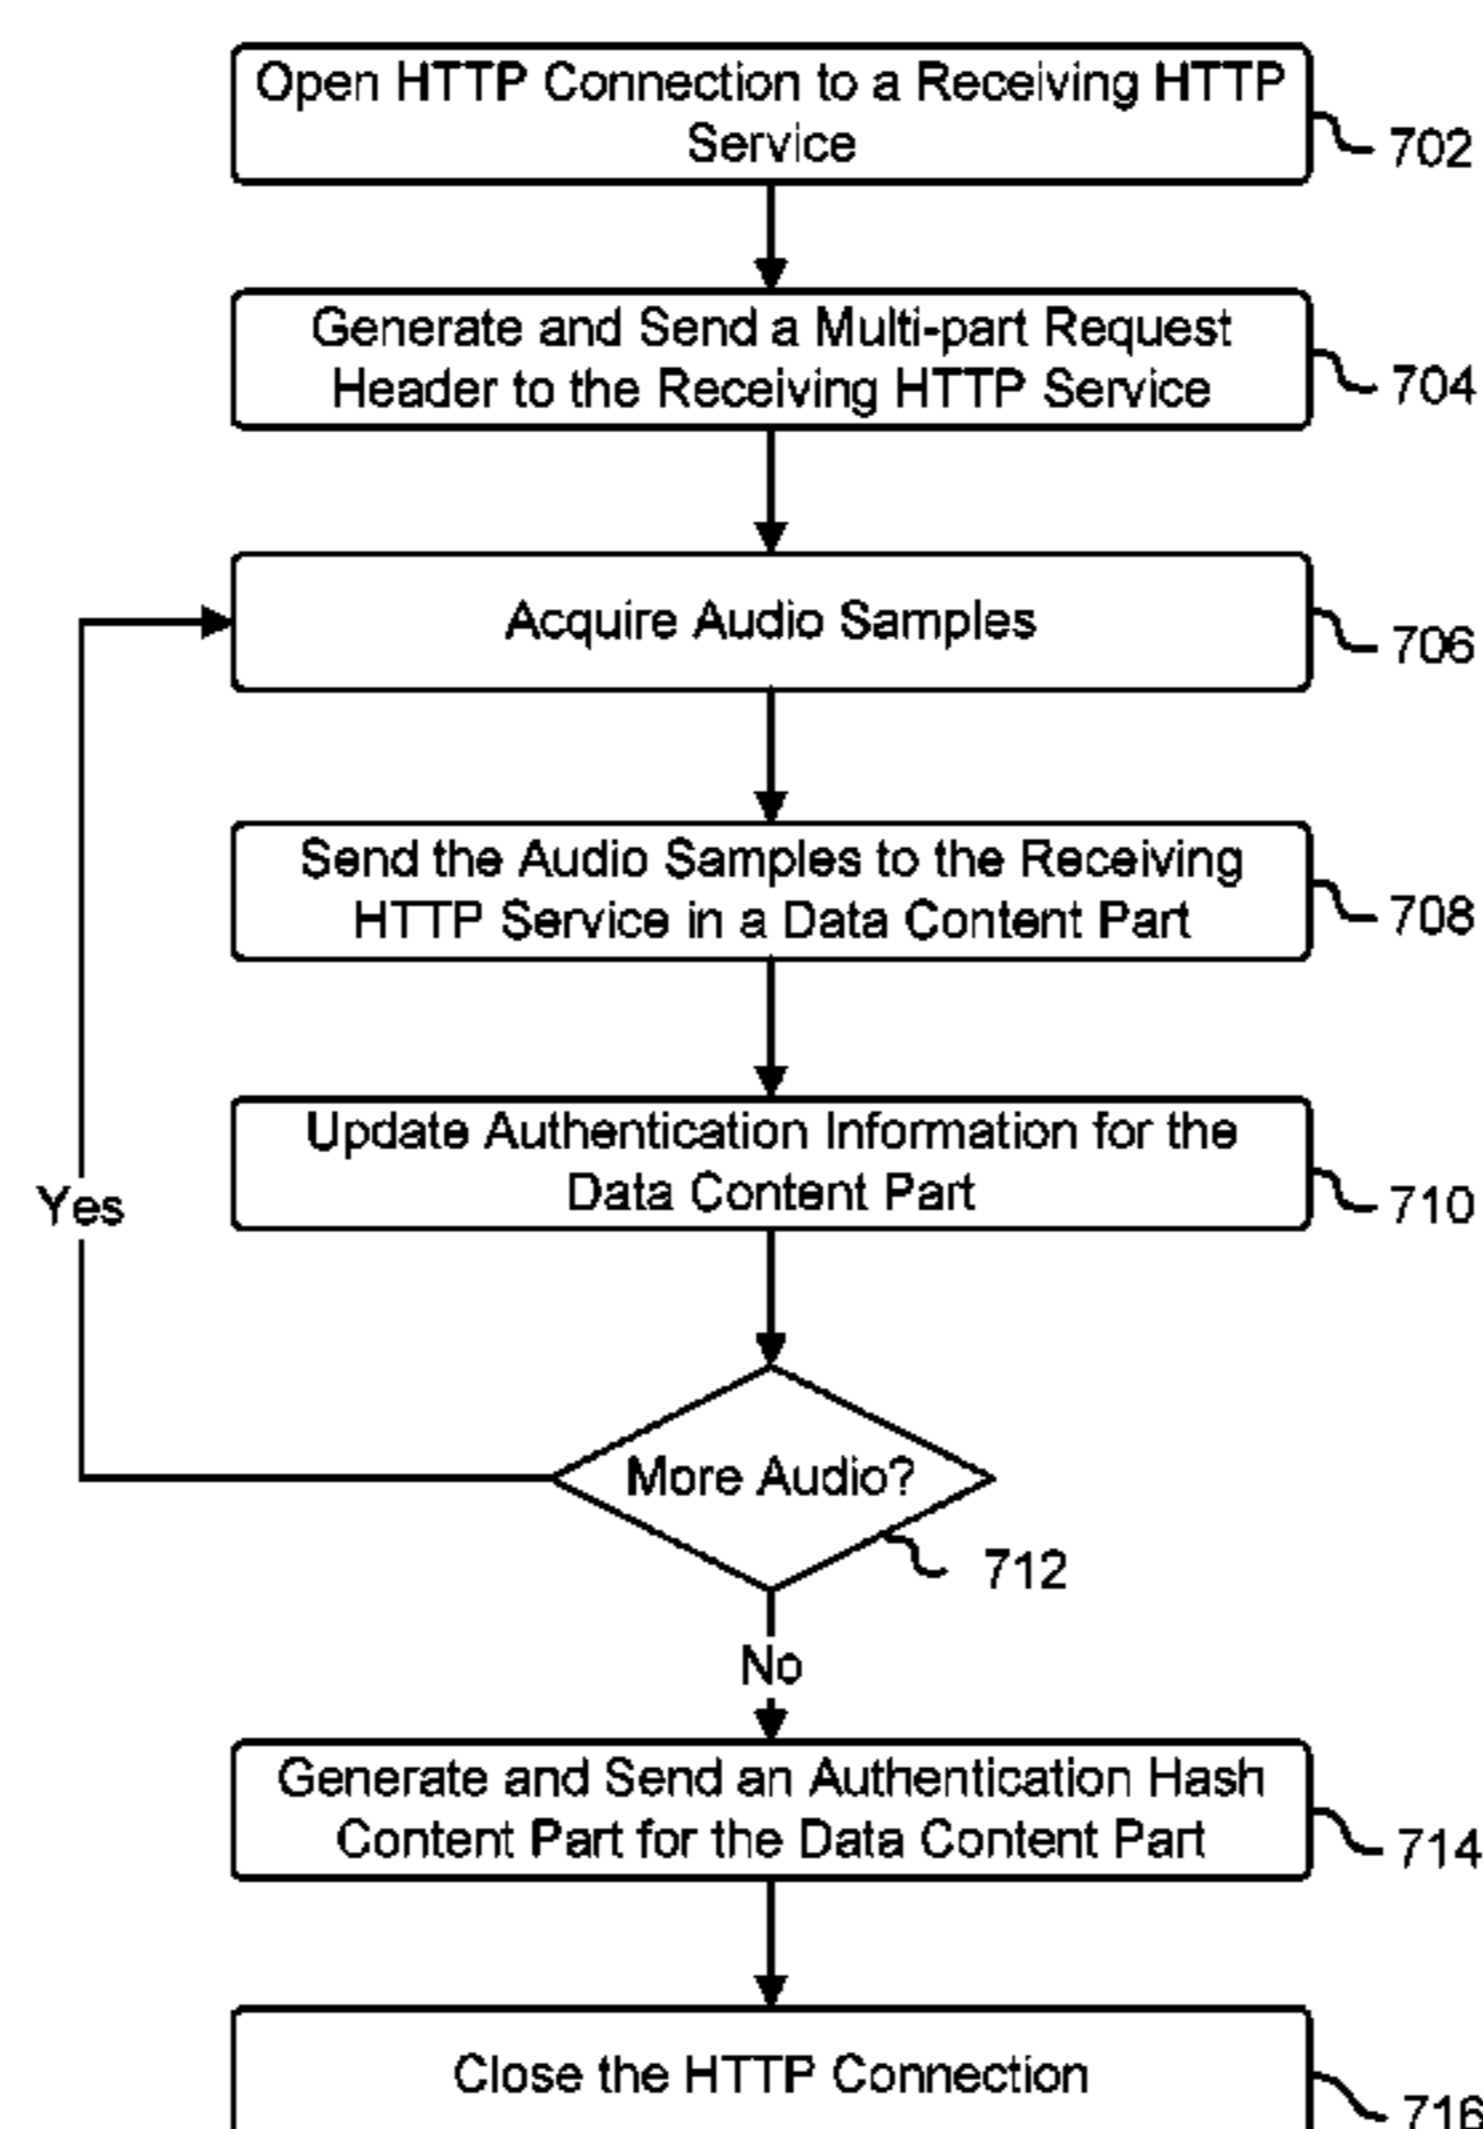 Open HTTP Connection to a Receiving HTTP
Service
702
Generate and Send a Multi-part Request
Header to the Receiving HTTP Service
704
Acquire Audio Samples
706
Send the Audio Samples to the Receiving
HTTP Service in a Data Content Part
708
Update Authentication Information for the
Data Content Part
710
Yes
More Audio?
712
No
Generate and Send an Authentication Hash
Content Part for the Data Content Part
714
Close the HTTP Connection
716